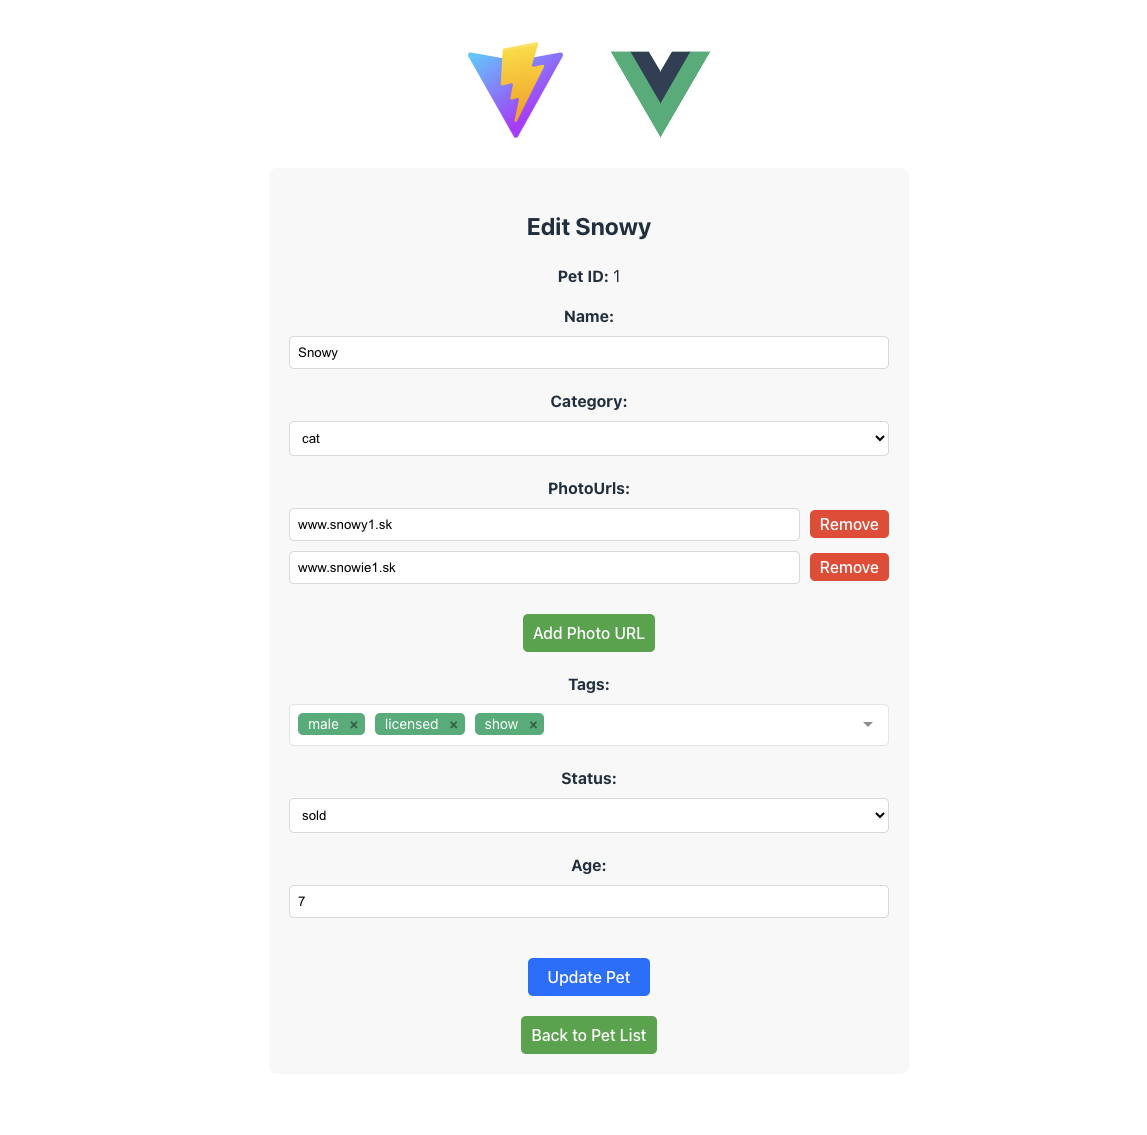 Edit Snowy
Pet ID: 1
Name:
Snowy
Category:
cat
PhotoUrls:
www.snowy1.sk Remove
www.snowie1.sk Remove
Add Photo URL
Tags:
male × licensed × show ×
Status:
sold
Age:
7
Update Pet
Back to Pet List